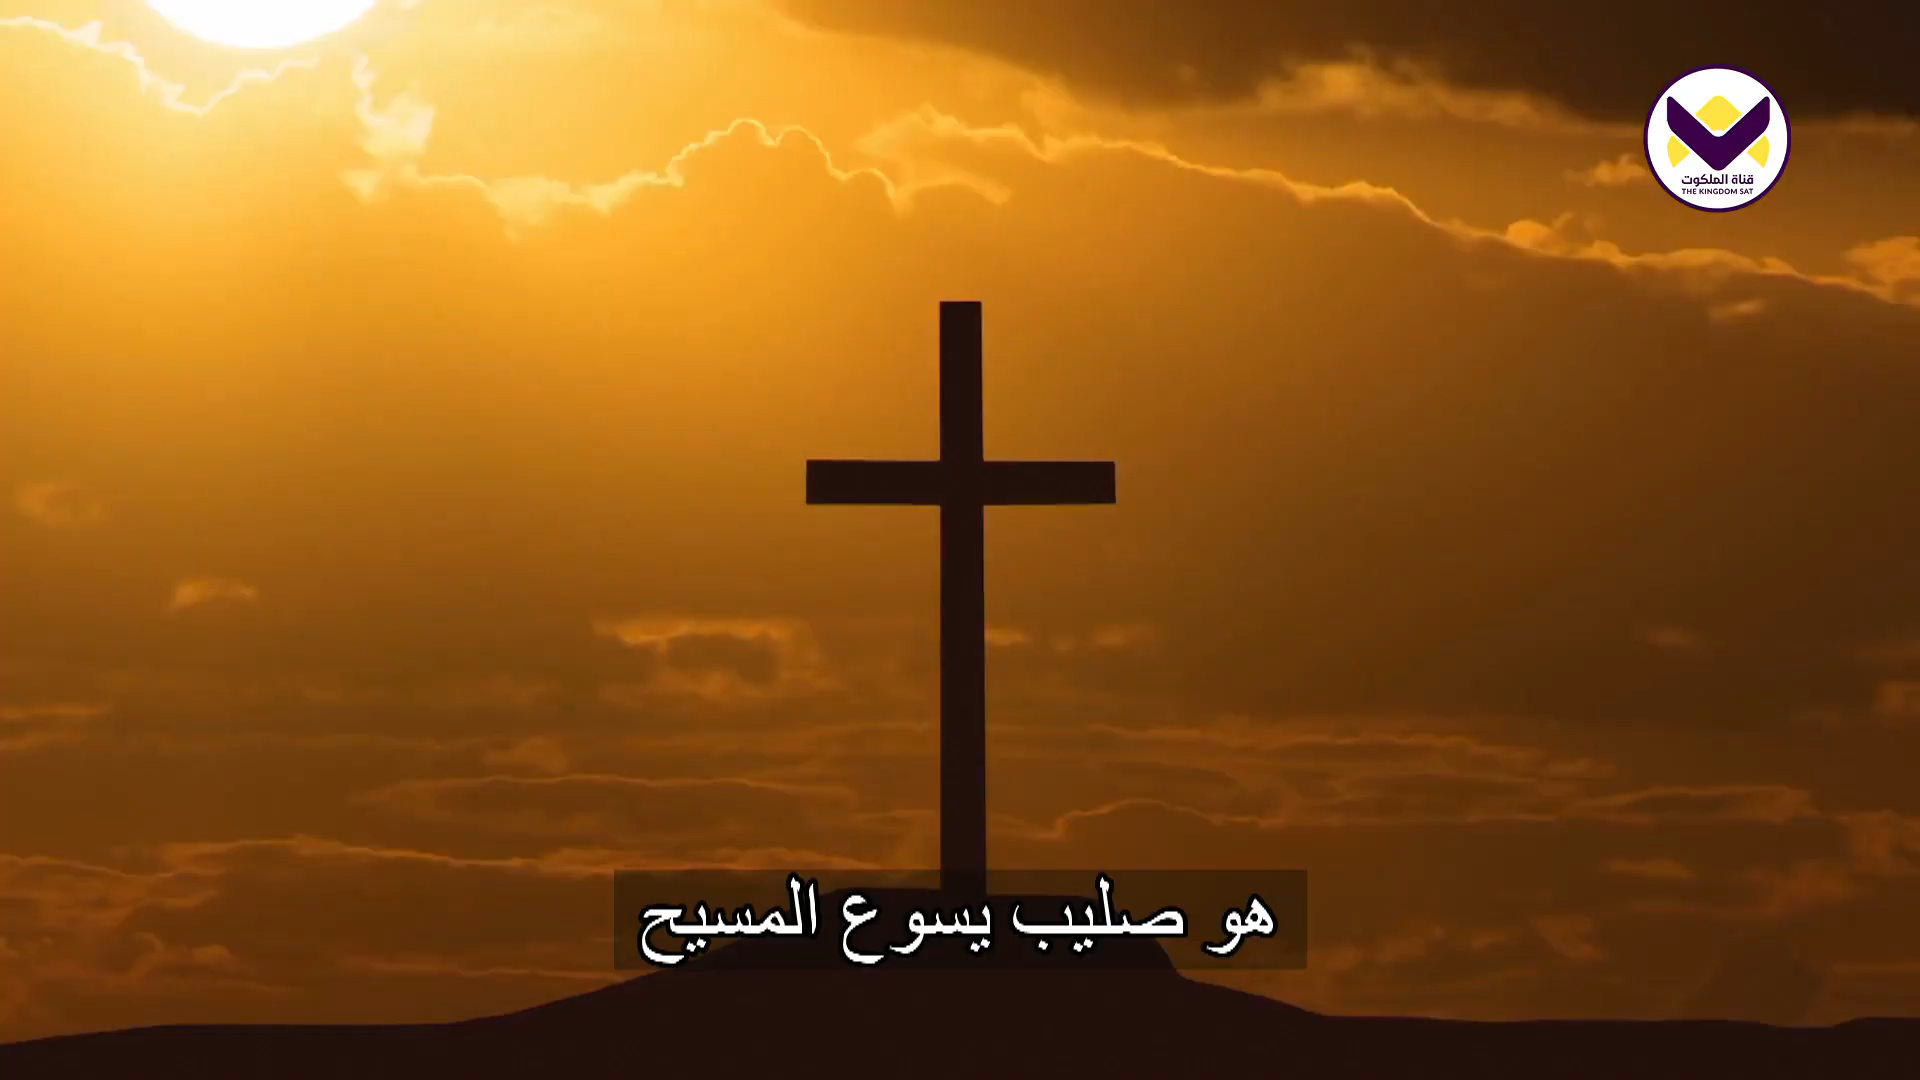 قناة الملكوت
THE KINGDOM SAT
هو صليب يسوع المسيح